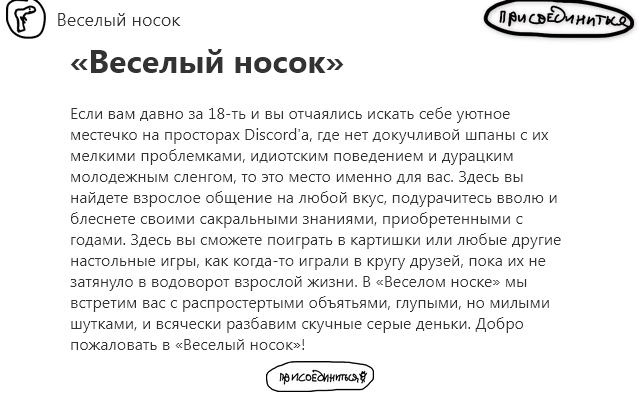 Веселый носок
ПРИСВЕДИНИТЬСЯ
«Веселый носок»
Если вам давно за 18-ть и вы отчаялись искать себе уютное
местечко на просторах Discord'а, где нет докучливой шпаны с их
мелкими проблемками, идиотским поведением и дурацким
молодежным сленгом, то это место именно для вас. Здесь вы
найдете взрослое общение на любой вкус, подурачитесь вволю и
блеснете своими сакральными знаниями, приобретенными с
годами. Здесь вы сможете поиграть в картишки или любые другие
настольные игры, как когда-то играли в кругу друзей, пока их не
затянуло в водоворот взрослой жизни. В «Веселом носке» мы
встретим вас с распростертыми объятьями, глупыми, но милыми
шутками, и всячески разбавим скучные серые деньки. Добро
пожаловать в «Веселый носок»!
ПРИСОЕДИНИТЬСЯ